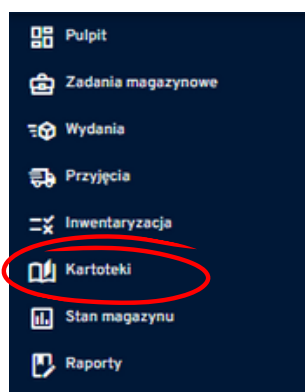 Pulpit
Zadania magazynowe
Wydania
Przyjęcia
Inwentaryzacja
Kartoteki
Stan magazynu
Raporty